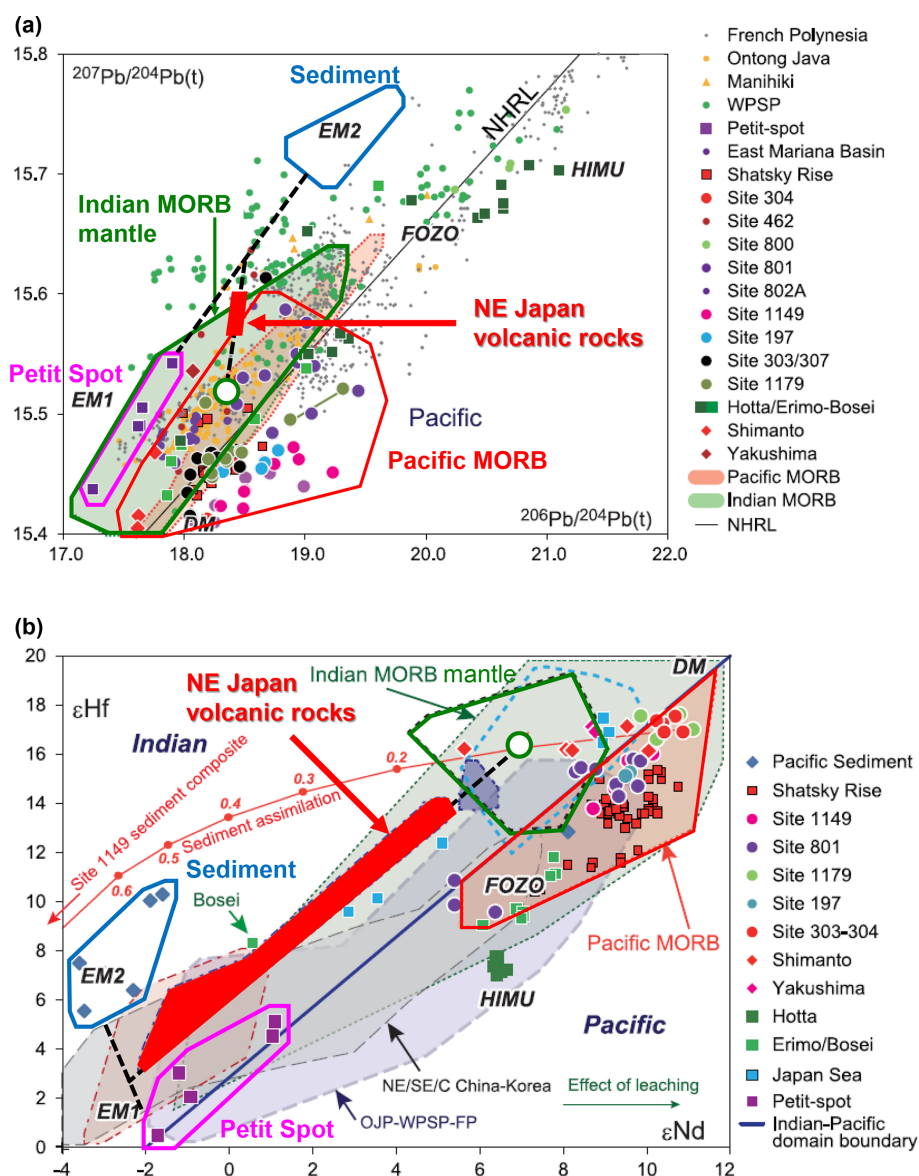 (a)
15.8
15.7
15.6
15.5
15.4
²⁰⁷Pb/²⁰⁴Pb(t)
Sediment
EM2
NHRL
Indian MORB
mantle
HIMU
FOZO
NE Japan
volcanic rocks
Petit Spot
EM1
Pacific
Pacific MORB
DM
²⁰⁶Pb/²⁰⁴Pb(t)
17.0 18.0 19.0 20.0 21.0 22.0
French Polynesia
Ontong Java
Manihiki
WPSP
Petit-spot
East Mariana Basin
Shatsky Rise
Site 304
Site 462
Site 800
Site 801
Site 802A
Site 1149
Site 197
Site 303/307
Site 1179
Hotta/Erimo-Bosei
Shimanto
Yakushima
Pacific MORB
Indian MORB
NHRL
(b)
20
18
16
14
12
10
8
6
4
2
0
εHf
NE Japan
volcanic rocks
Indian MORB mantle
DM
Indian
0.2
0.3
0.4
0.5
0.6
Sediment assimilation
Site 1149 sediment composite
Sediment
Bosei
EM2
FOZO
Pacific MORB
HIMU
Pacific
EM1
NE/SE/C China-Korea
Effect of leaching
OJP-WPSP-FP
Petit Spot
εNd
-4 -2 0 2 4 6 8 10 12
Pacific Sediment
Shatsky Rise
Site 1149
Site 801
Site 1179
Site 197
Site 303-304
Shimanto
Yakushima
Hotta
Erimo/Bosei
Japan Sea
Petit-spot
Indian-Pacific
domain boundary